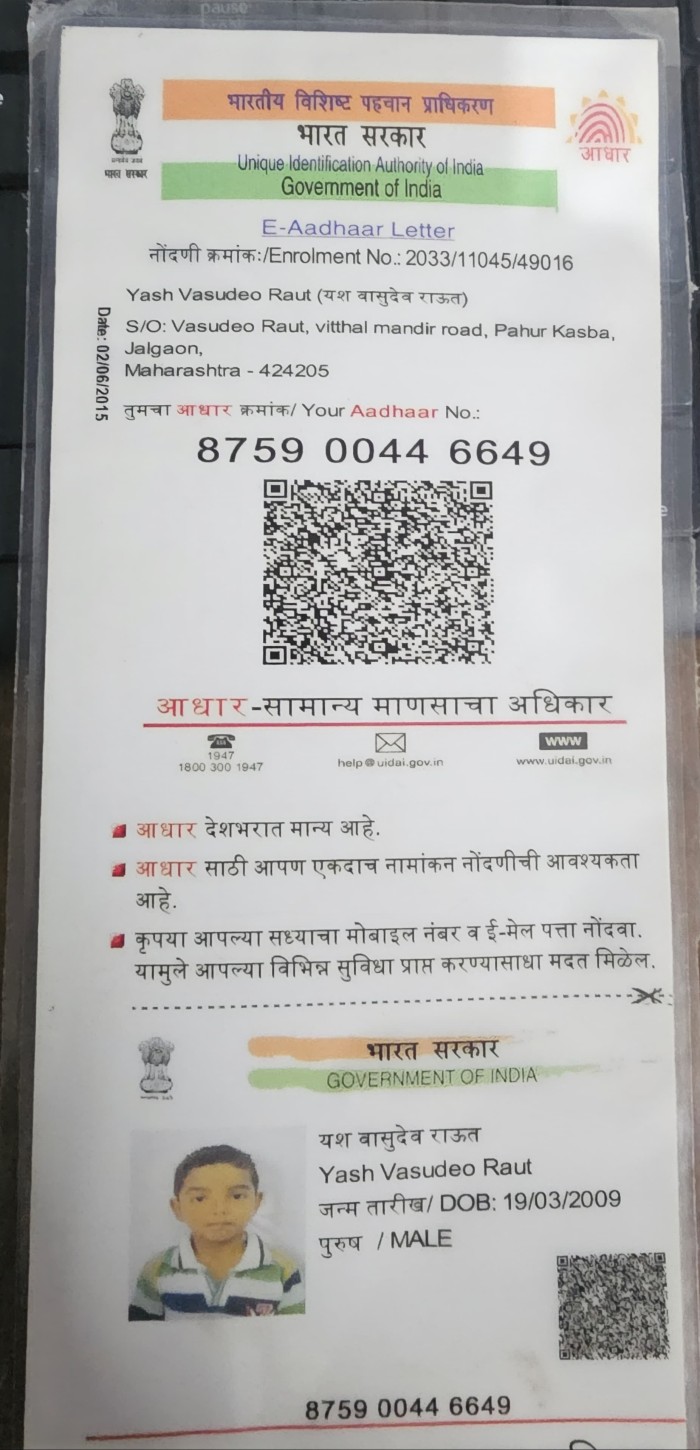 pause
भारतीय विशिष्ट पहचान प्राधिकरण
भारत सरकार
Unique Identification Authority of India
Government of India
भारत सरकार
आधार
E-Aadhaar Letter
नोंदणी क्रमांक:/Enrolment No.: 2033/11045/49016
Yash Vasudeo Raut (यश वासुदेव राऊत)
S/O: Vasudeo Raut, vitthal mandir road, Pahur Kasba,
Jalgaon,
Maharashtra - 424205
Date: 02/06/2015
तुमचा आधार क्रमांक/ Your Aadhaar No.:
8759 0044 6649
आधार-सामान्य माणसाचा अधिकार
1947
1800 300 1947
help@uidai.gov.in
WWW
www.uidai.gov.in
आधार देशभरात मान्य आहे.
आधार साठी आपण एकदाच नामांकन नोंदणीची आवश्यकता
आहे.
कृपया आपल्या सध्याचा मोबाइल नंबर व ई-मेल पत्ता नोंदवा.
यामुले आपल्या विभिन्न सुविधा प्राप्त करण्यासाधा मदत मिळेल.
भारत सरकार
GOVERNMENT OF INDIA
यश वासुदेव राऊत
Yash Vasudeo Raut
जन्म तारीख/ DOB: 19/03/2009
पुरुष / MALE
8759 0044 6649